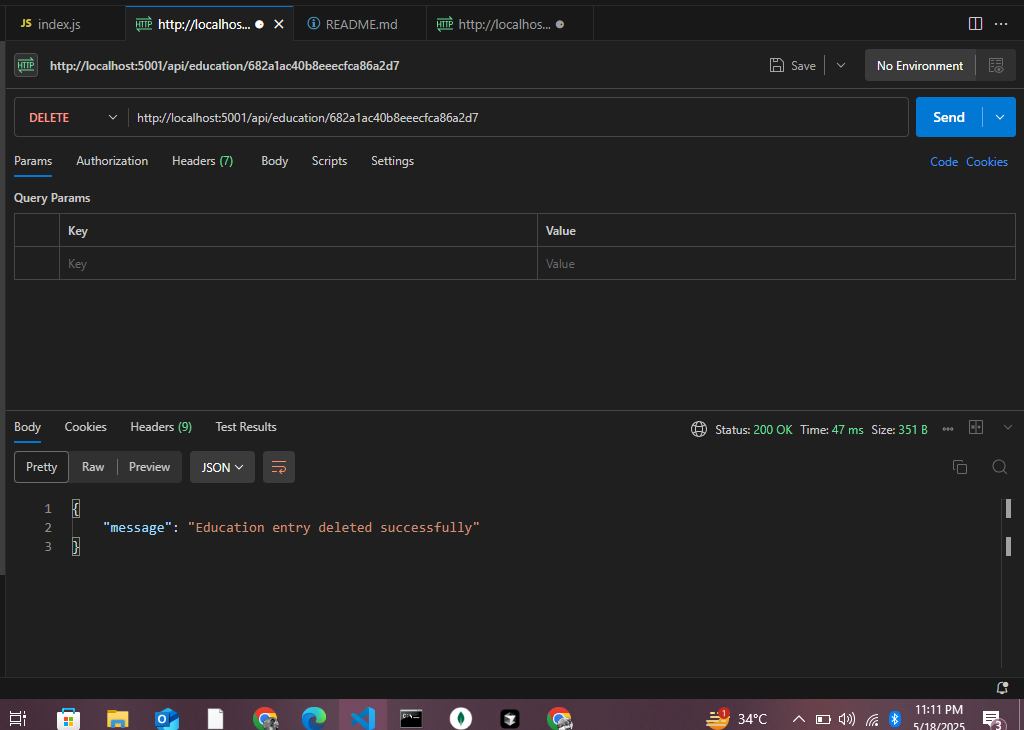 JS index.js
HTTP http://localhos...
README.md
HTTP http://localhos...
HTTP http://localhost:5001/api/education/682a1ac40b8eeecfca86a2d7
Save
No Environment
DELETE
http://localhost:5001/api/education/682a1ac40b8eeecfca86a2d7
Send
Params
Authorization
Headers (7)
Body
Scripts
Settings
Code
Cookies
Query Params
Key
Value
Key
Value
Body
Cookies
Headers (9)
Test Results
Status: 200 OK
Time: 47 ms
Size: 351 B
Pretty
Raw
Preview
JSON
1 {
2 "message": "Education entry deleted successfully"
3 }
1
34°C
11:11 PM
5/18/2025
3